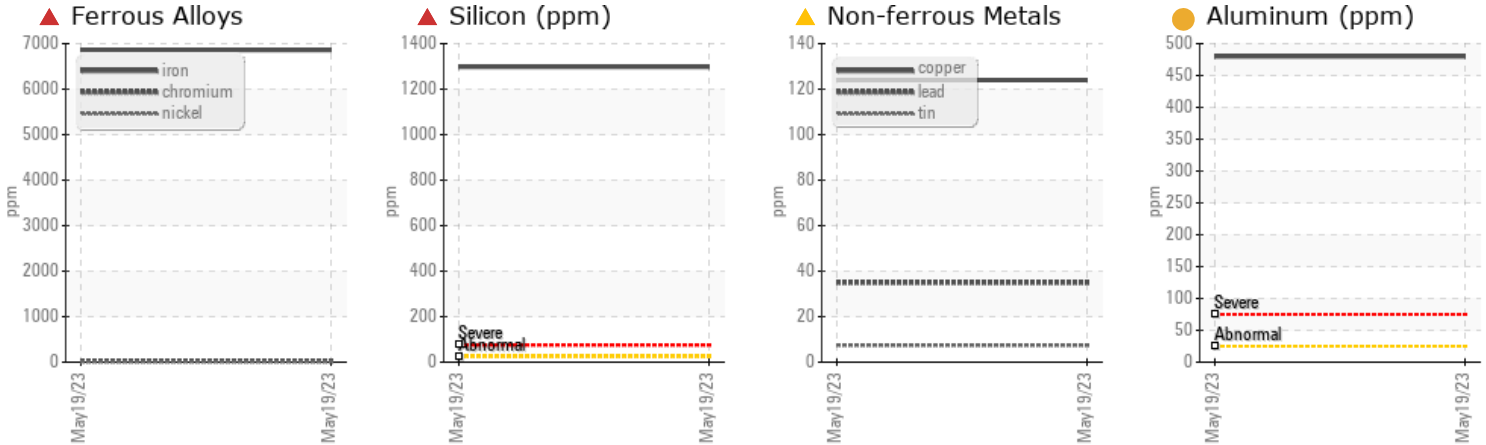 Ferrous Alloys
7000
6000
5000
4000
3000
2000
1000
0
ppm
iron
chromium
nickel
May19/23
May19/23
Silicon (ppm)
1400
1200
1000
800
600
400
200
0
ppm
Severe
Abnormal
May19/23
May19/23
Non-ferrous Metals
140
120
100
80
60
40
20
0
ppm
copper
lead
tin
May19/23
May19/23
Aluminum (ppm)
500
450
400
350
300
250
200
150
100
50
0
ppm
Severe
Abnormal
May19/23
May19/23